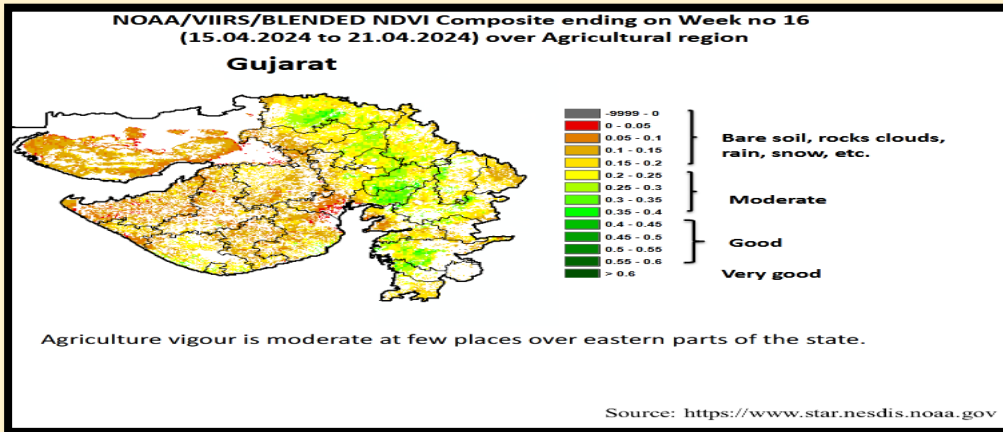 NOAA/VIIRS/BLENDED NDVI Composite ending on Week no 16
(15.04.2024 to 21.04.2024) over Agricultural region
Gujarat
-9999 - 0
0 - 0.05
0.05 - 0.1
0.1 - 0.15
0.15 - 0.2
0.2 - 0.25
0.25 - 0.3
0.3 - 0.35
0.35 - 0.4
0.4 - 0.45
0.45 - 0.5
0.5 - 0.55
0.55 - 0.6
> 0.6
Bare soil, rocks clouds,
rain, snow, etc.
Moderate
Good
Very good
Agriculture vigour is moderate at few places over eastern parts of the state.
Source: https://www.star.nesdis.noaa.gov